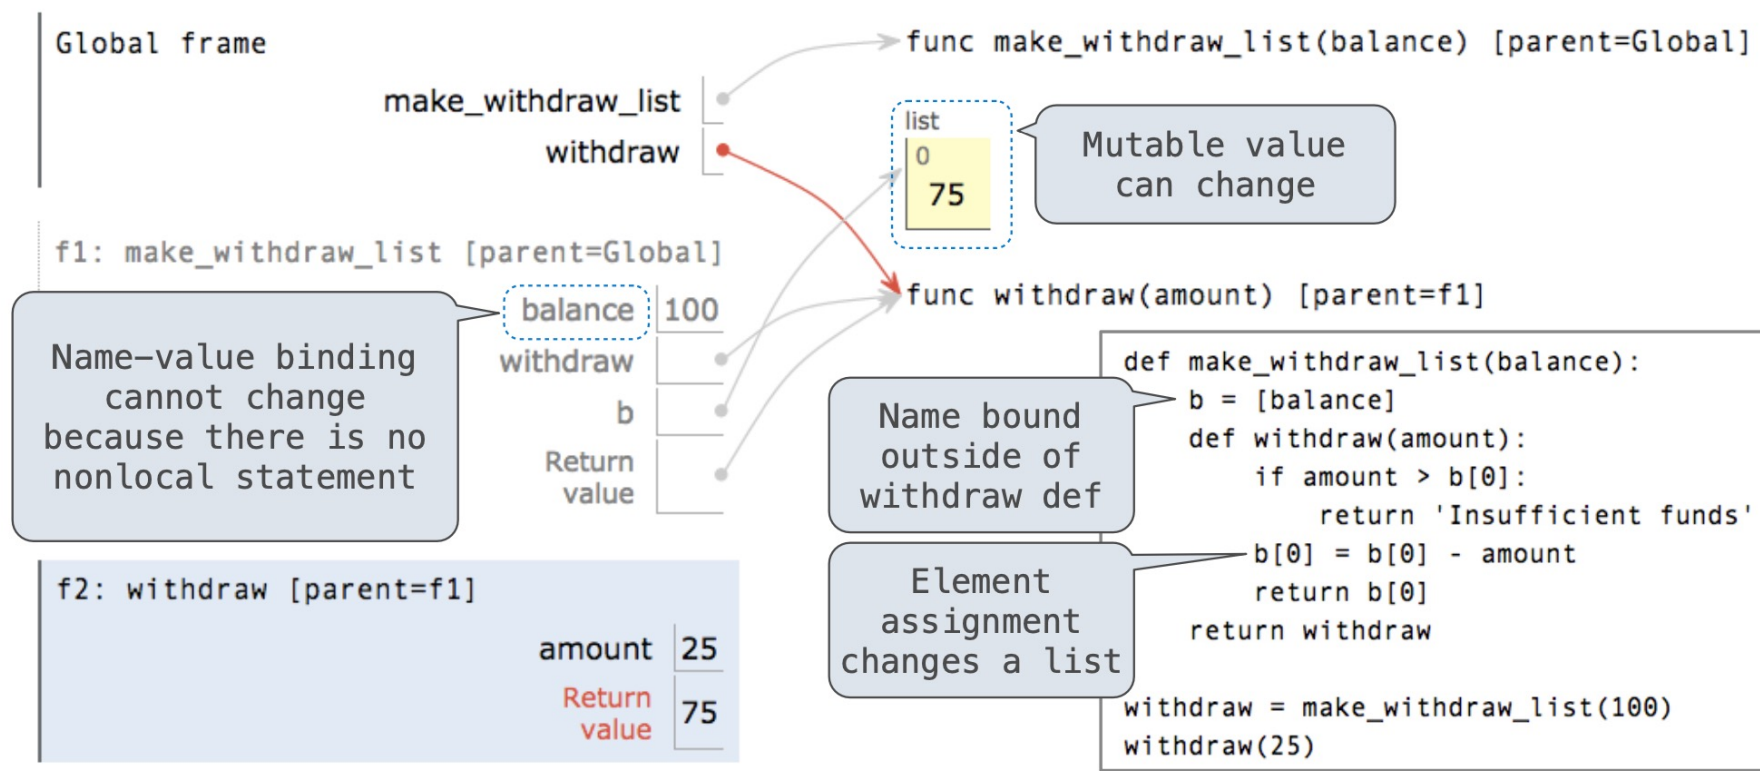 Global frame
make_withdraw_list
withdraw
func make_withdraw_list(balance) [parent=Global]
list
0
75
Mutable value
can change
f1: make_withdraw_list [parent=Global]
balance 100
withdraw
b
Return
value
func withdraw(amount) [parent=f1]
Name-value binding
cannot change
because there is no
nonlocal statement
f2: withdraw [parent=f1]
amount 25
Return
value 75
Name bound
outside of
withdraw def
Element
assignment
changes a list
def make_withdraw_list(balance):
    b = [balance]
    def withdraw(amount):
        if amount > b[0]:
            return 'Insufficient funds'
        b[0] = b[0] - amount
        return b[0]
    return withdraw
withdraw = make_withdraw_list(100)
withdraw(25)